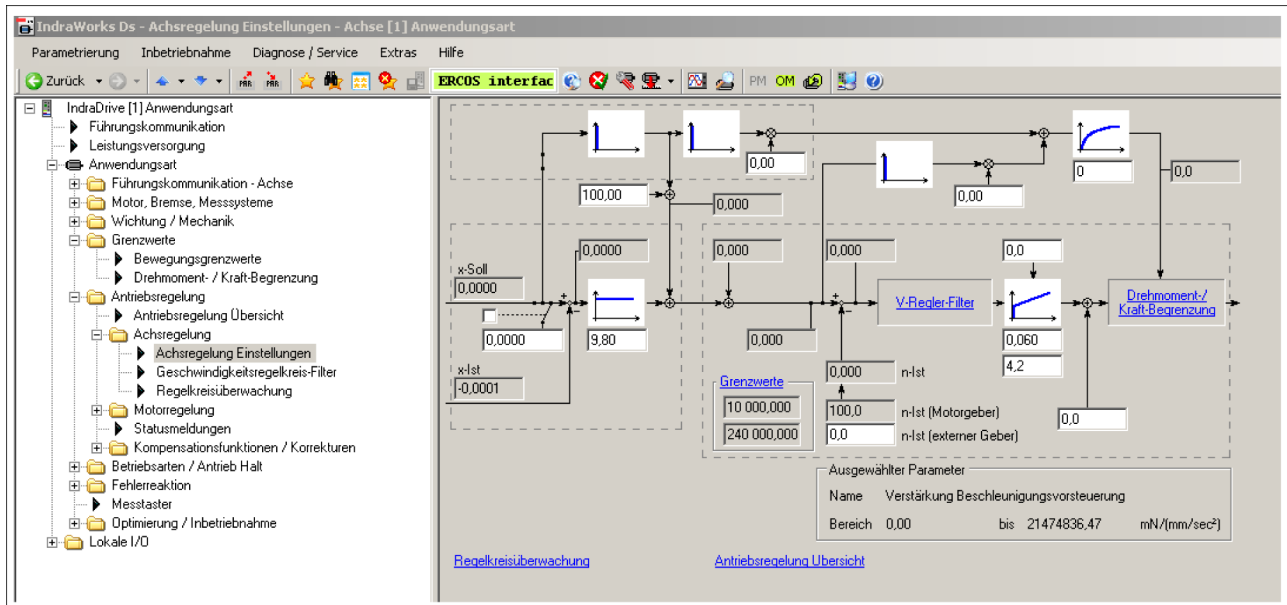 IndraWorks Ds - Achsregelung Einstellungen - Achse [1] Anwendungsart
Parametrierung Inbetriebnahme Diagnose / Service Extras Hilfe
Zurück PAR PAR ERCOS interfac PM OM
IndraDrive [1] Anwendungsart
Führungskommunikation
Leistungsversorgung
Anwendungsart
Führungskommunikation - Achse
Motor, Bremse, Messsysteme
Wichtung / Mechanik
Grenzwerte
Bewegungsgrenzwerte
Drehmoment- / Kraft-Begrenzung
Antriebsregelung
Antriebsregelung Übersicht
Achsregelung
Achsregelung Einstellungen
Geschwindigkeitsregelkreis-Filter
Regelkreisüberwachung
Motorregelung
Statusmeldungen
Kompensationsfunktionen / Korrekturen
Betriebsarten / Antrieb Halt
Fehlerreaktion
Messtaster
Optimierung / Inbetriebnahme
Lokale I/O
0,00
0
0,0
100,00
0,00
0,000
0,0000
0,000
0,000
0,0
x-Soll
0,0000
V-Regler-Filter
Drehmoment-/
Kraft-Begrenzung
0,0000
9,80
0,000
0,060
x-Ist
-0,0001
0,000 n-Ist
4,2
Grenzwerte
10 000,000
100,0 n-Ist (Motorgeber)
0,0
240 000,000
0,0 n-Ist (externer Geber)
Ausgewählter Parameter
Name Verstärkung Beschleunigungsvorsteuerung
Bereich 0,00 bis 21474836,47 mN/(mm/sec²)
Regelkreisüberwachung
Antriebsregelung Übersicht